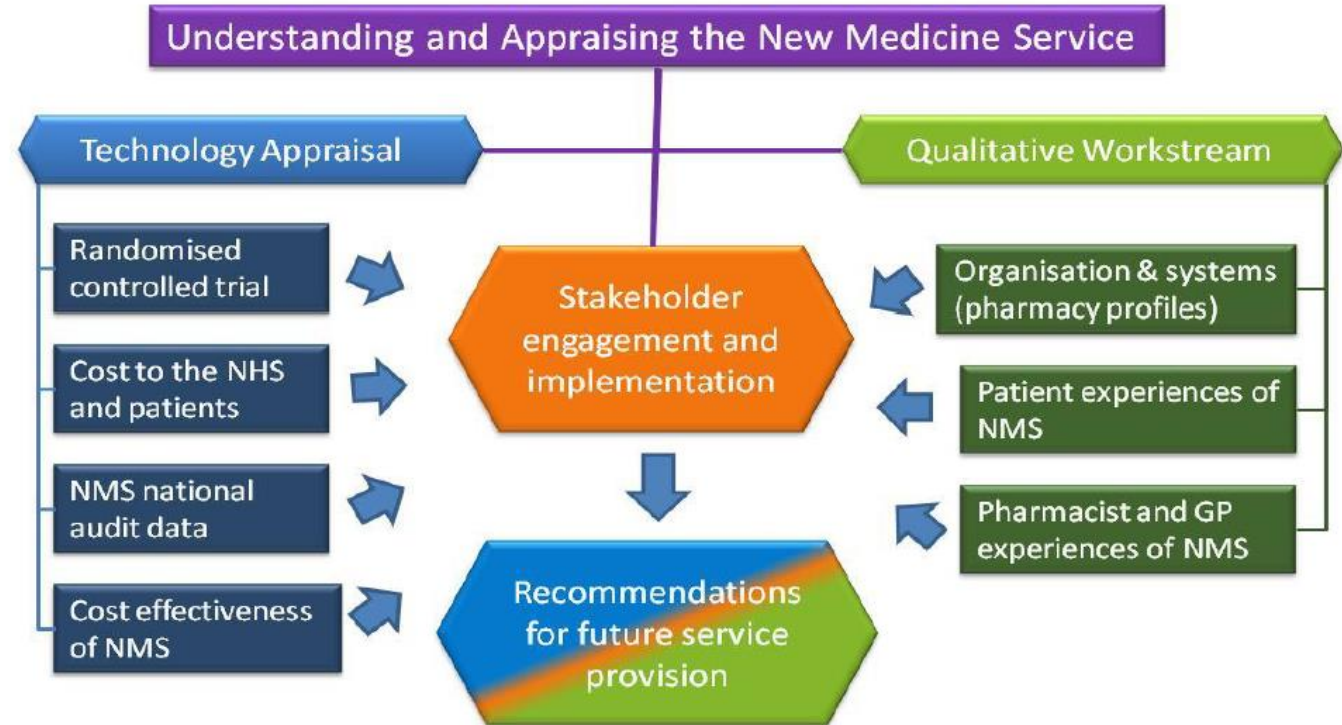 Understanding and Appraising the New Medicine Service
Technology Appraisal
Qualitative Workstream
Randomised
controlled trial
Cost to the NHS
and patients
NMS national
audit data
Cost effectiveness
of NMS
Stakeholder
engagement and
implementation
Recommendations
for future service
provision
Organisation & systems
(pharmacy profiles)
Patient experiences of
NMS
Pharmacist and GP
experiences of NMS